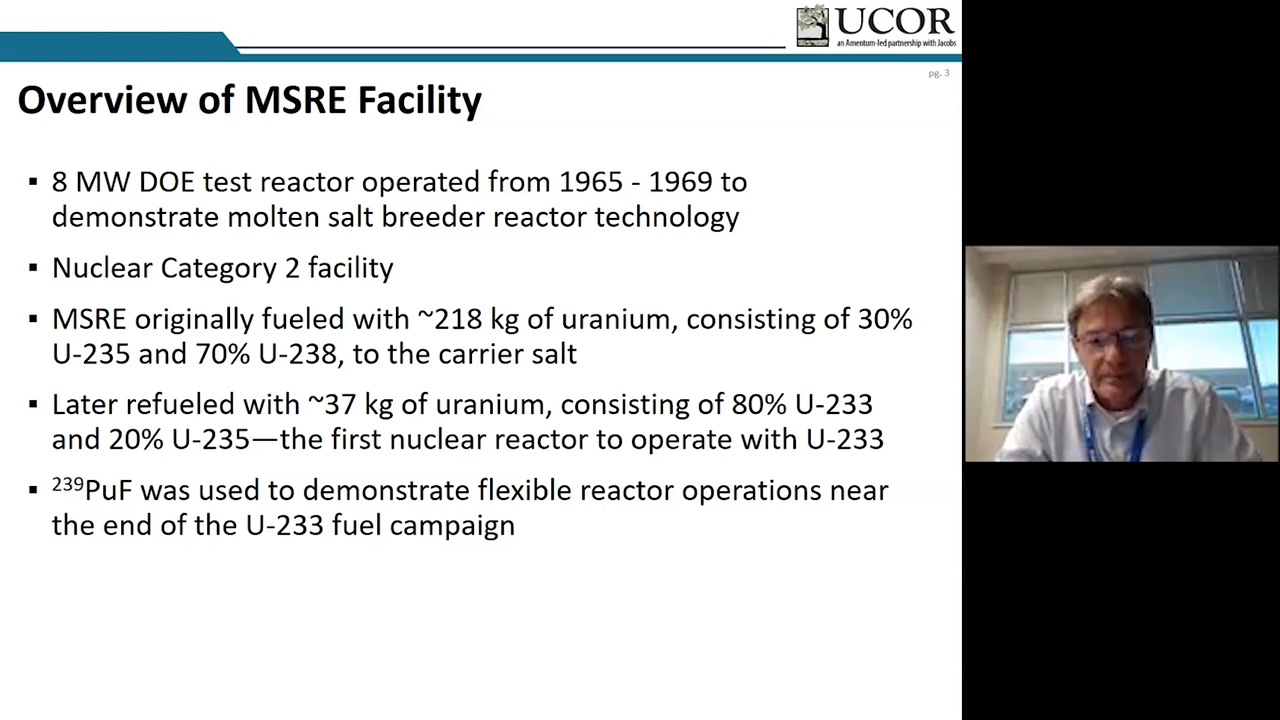 UCOR
an Amentum-led partnership with Jacobs
pg. 3
Overview of MSRE Facility
▪ 8 MW DOE test reactor operated from 1965 - 1969 to
demonstrate molten salt breeder reactor technology
▪ Nuclear Category 2 facility
▪ MSRE originally fueled with ~218 kg of uranium, consisting of 30%
U-235 and 70% U-238, to the carrier salt
▪ Later refueled with ~37 kg of uranium, consisting of 80% U-233
and 20% U-235—the first nuclear reactor to operate with U-233
▪ ²³⁹PuF was used to demonstrate flexible reactor operations near
the end of the U-233 fuel campaign